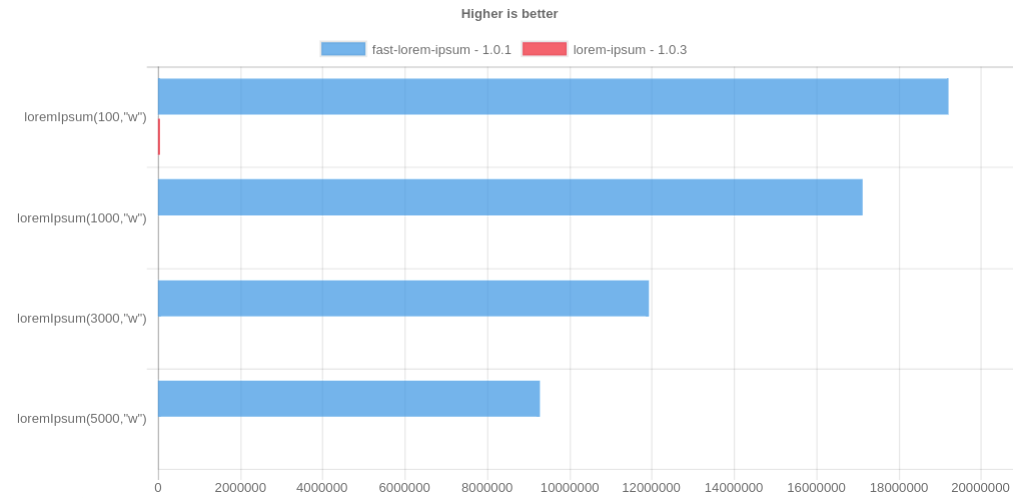 Higher is better
fast-lorem-ipsum - 1.0.1 lorem-ipsum - 1.0.3
loremIpsum(100,"w")
loremIpsum(1000,"w")
loremIpsum(3000,"w")
loremIpsum(5000,"w")
0 2000000 4000000 6000000 8000000 10000000 12000000 14000000 16000000 18000000 20000000